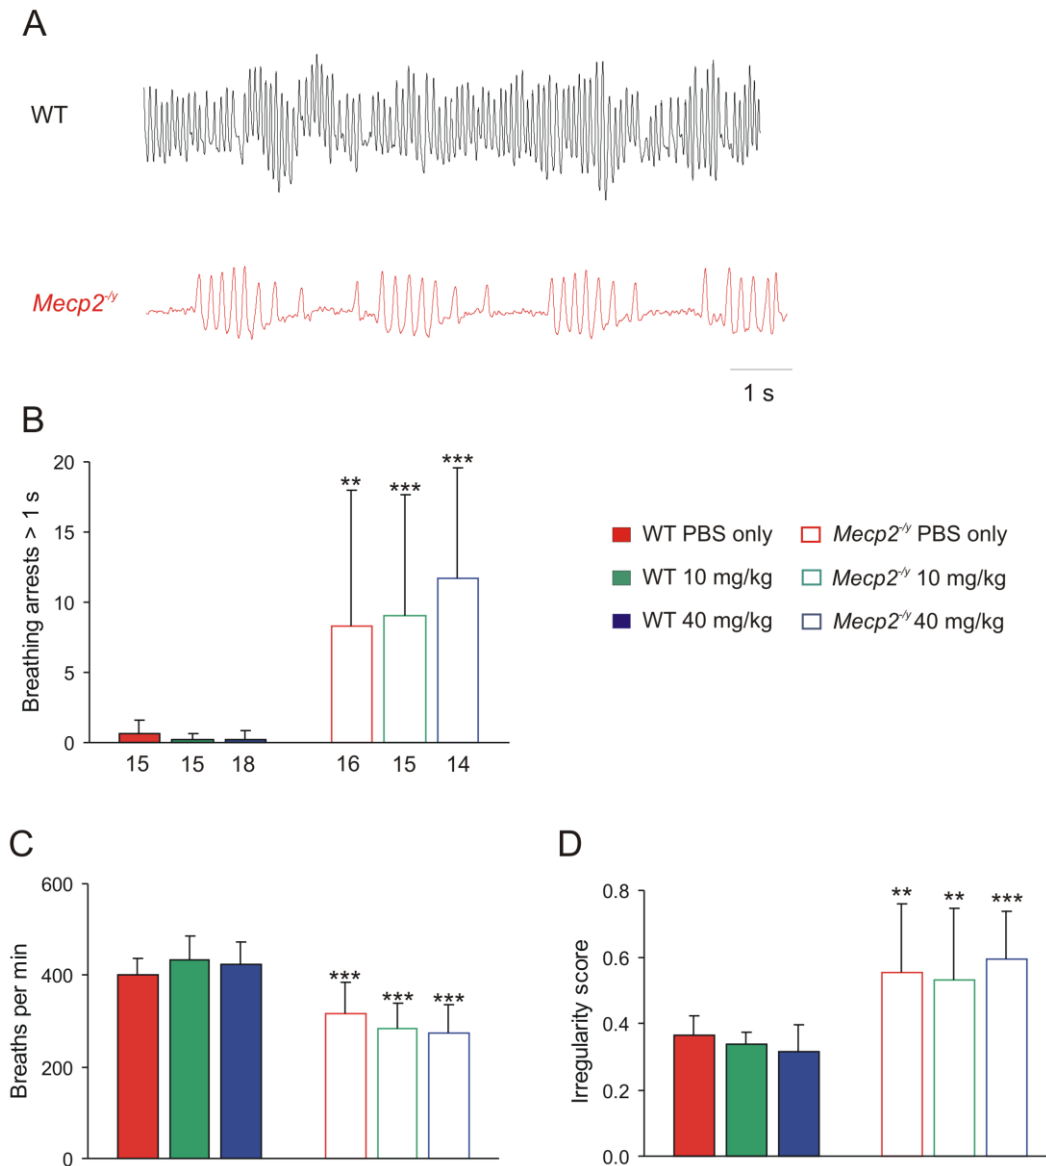 A
WT
Mecp2-/y
1 s
B
Breathing arrests > 1 s
20
15
10
5
0
** *** ***
15 15 18 16 15 14
WT PBS only Mecp2-/y PBS only
WT 10 mg/kg Mecp2-/y 10 mg/kg
WT 40 mg/kg Mecp2-/y 40 mg/kg
C
Breaths per min
600
400
200
0
*** *** ***
D
Irregularity score
0.8
0.6
0.4
0.2
0.0
** ** ***